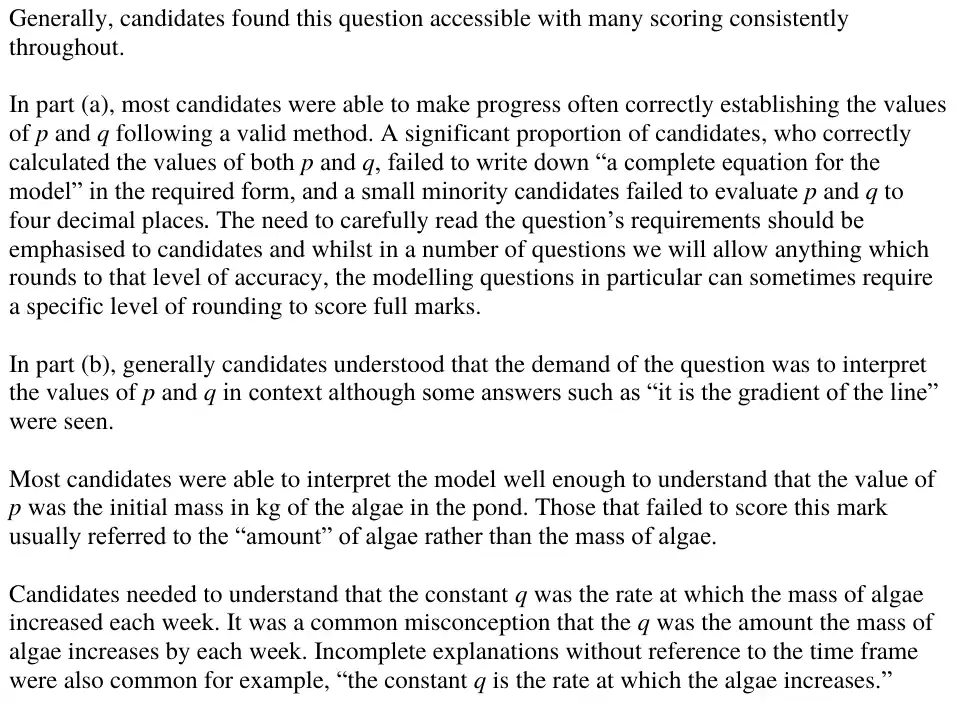 Generally, candidates found this question accessible with many scoring consistently
throughout.
In part (a), most candidates were able to make progress often correctly establishing the values
of p and q following a valid method. A significant proportion of candidates, who correctly
calculated the values of both p and q, failed to write down “a complete equation for the
model” in the required form, and a small minority candidates failed to evaluate p and q to
four decimal places. The need to carefully read the question’s requirements should be
emphasised to candidates and whilst in a number of questions we will allow anything which
rounds to that level of accuracy, the modelling questions in particular can sometimes require
a specific level of rounding to score full marks.
In part (b), generally candidates understood that the demand of the question was to interpret
the values of p and q in context although some answers such as “it is the gradient of the line”
were seen.
Most candidates were able to interpret the model well enough to understand that the value of
p was the initial mass in kg of the algae in the pond. Those that failed to score this mark
usually referred to the “amount” of algae rather than the mass of algae.
Candidates needed to understand that the constant q was the rate at which the mass of algae
increased each week. It was a common misconception that the q was the amount the mass of
algae increases by each week. Incomplete explanations without reference to the time frame
were also common for example, “the constant q is the rate at which the algae increases.”